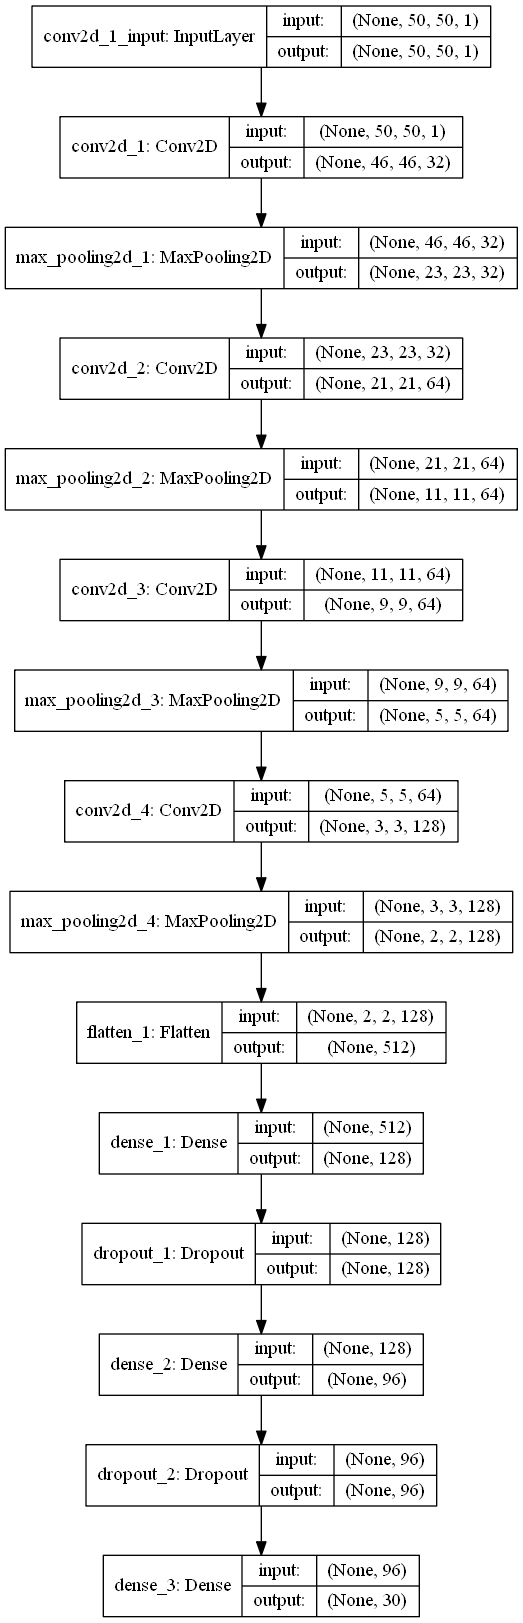 conv2d_1_input: InputLayer
input: (None, 50, 50, 1)
output: (None, 50, 50, 1)
conv2d_1: Conv2D
input: (None, 50, 50, 1)
output: (None, 46, 46, 32)
max_pooling2d_1: MaxPooling2D
input: (None, 46, 46, 32)
output: (None, 23, 23, 32)
conv2d_2: Conv2D
input: (None, 23, 23, 32)
output: (None, 21, 21, 64)
max_pooling2d_2: MaxPooling2D
input: (None, 21, 21, 64)
output: (None, 11, 11, 64)
conv2d_3: Conv2D
input: (None, 11, 11, 64)
output: (None, 9, 9, 64)
max_pooling2d_3: MaxPooling2D
input: (None, 9, 9, 64)
output: (None, 5, 5, 64)
conv2d_4: Conv2D
input: (None, 5, 5, 64)
output: (None, 3, 3, 128)
max_pooling2d_4: MaxPooling2D
input: (None, 3, 3, 128)
output: (None, 2, 2, 128)
flatten_1: Flatten
input: (None, 2, 2, 128)
output: (None, 512)
dense_1: Dense
input: (None, 512)
output: (None, 128)
dropout_1: Dropout
input: (None, 128)
output: (None, 128)
dense_2: Dense
input: (None, 128)
output: (None, 96)
dropout_2: Dropout
input: (None, 96)
output: (None, 96)
dense_3: Dense
input: (None, 96)
output: (None, 30)